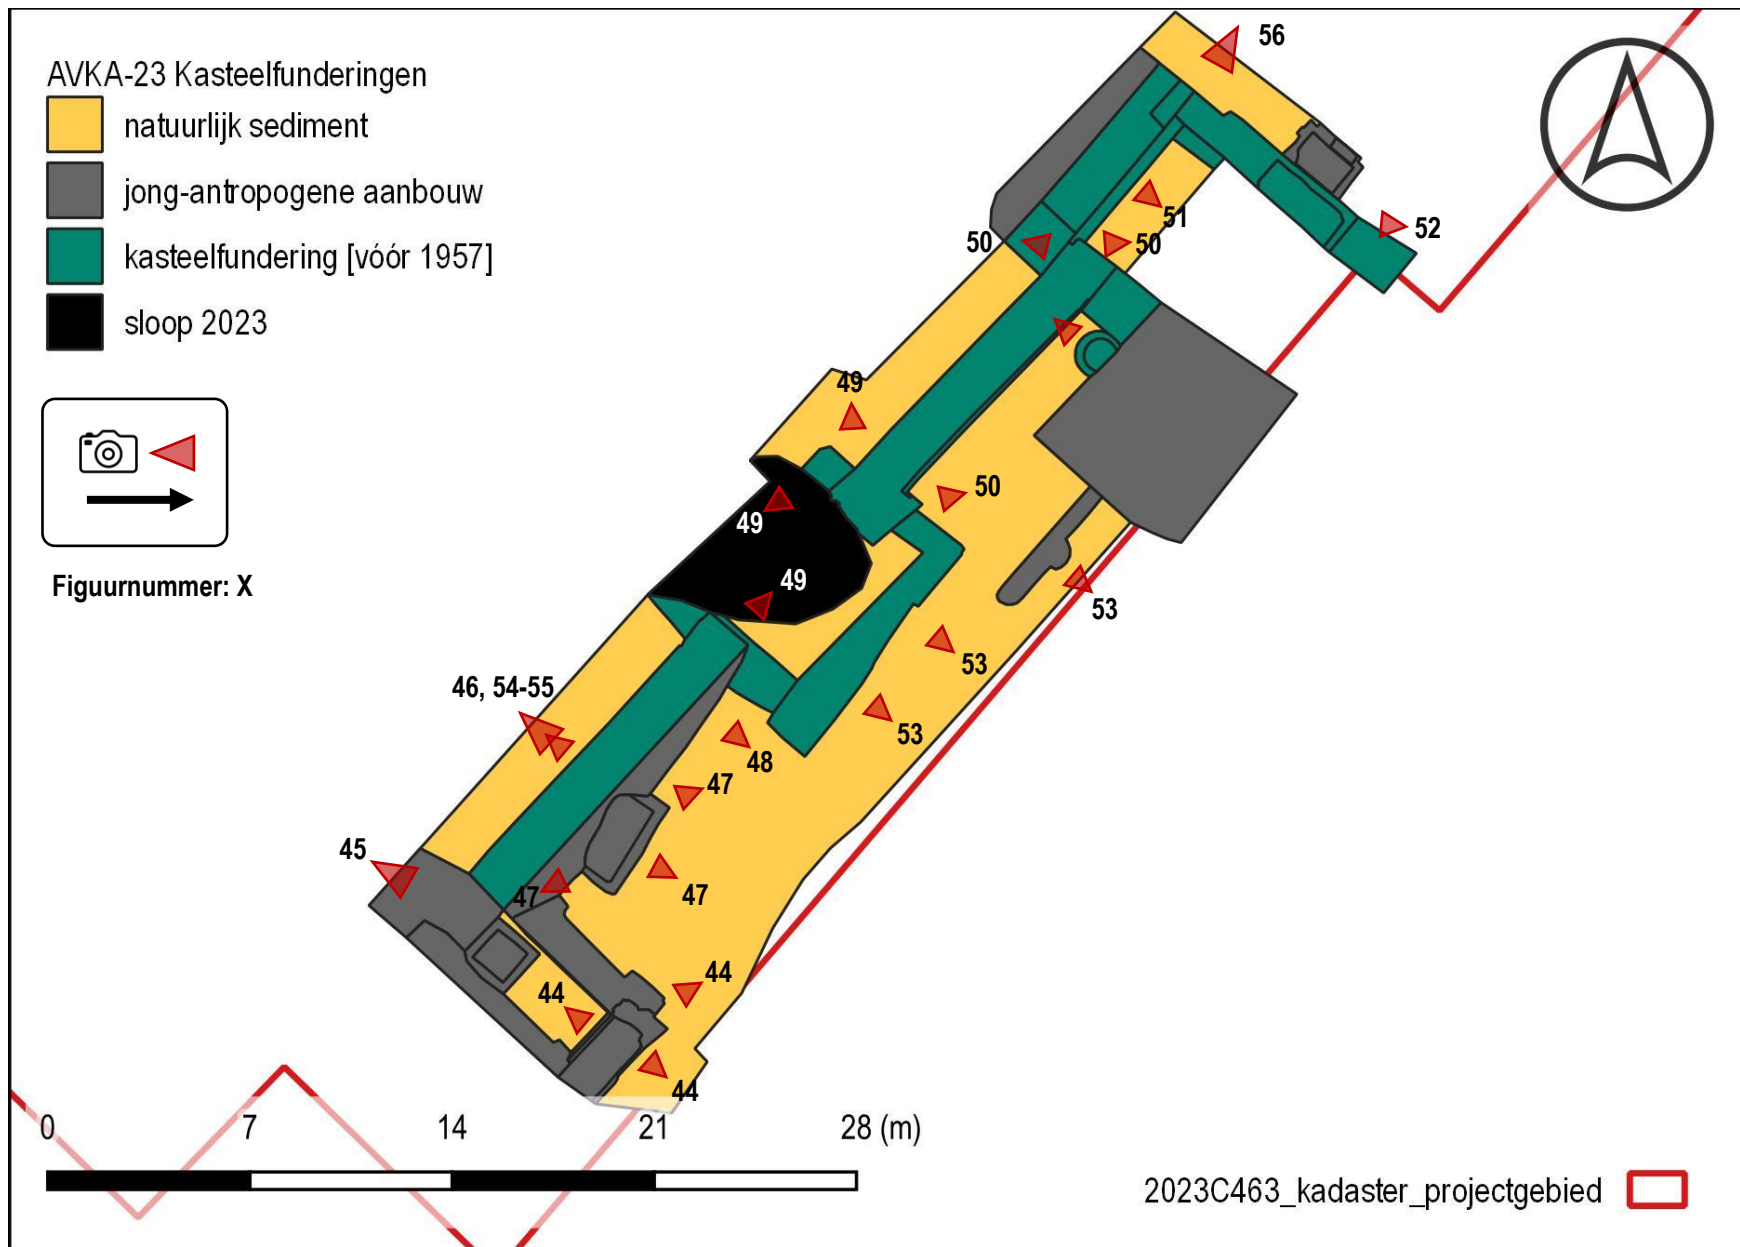 AVKA-23 Kasteelfunderingen
natuurlijk sediment
jong-antropogene aanbouw
kasteelfundering [vóór 1957]
sloop 2023
Figuurnummer: X
56
51
52
50
50
49
50
49
49
53
53
46, 54-55
53
48
47
45
47
47
44
44
44
0 7 14 21 28 (m)
2023C463_kadaster_projectgebied